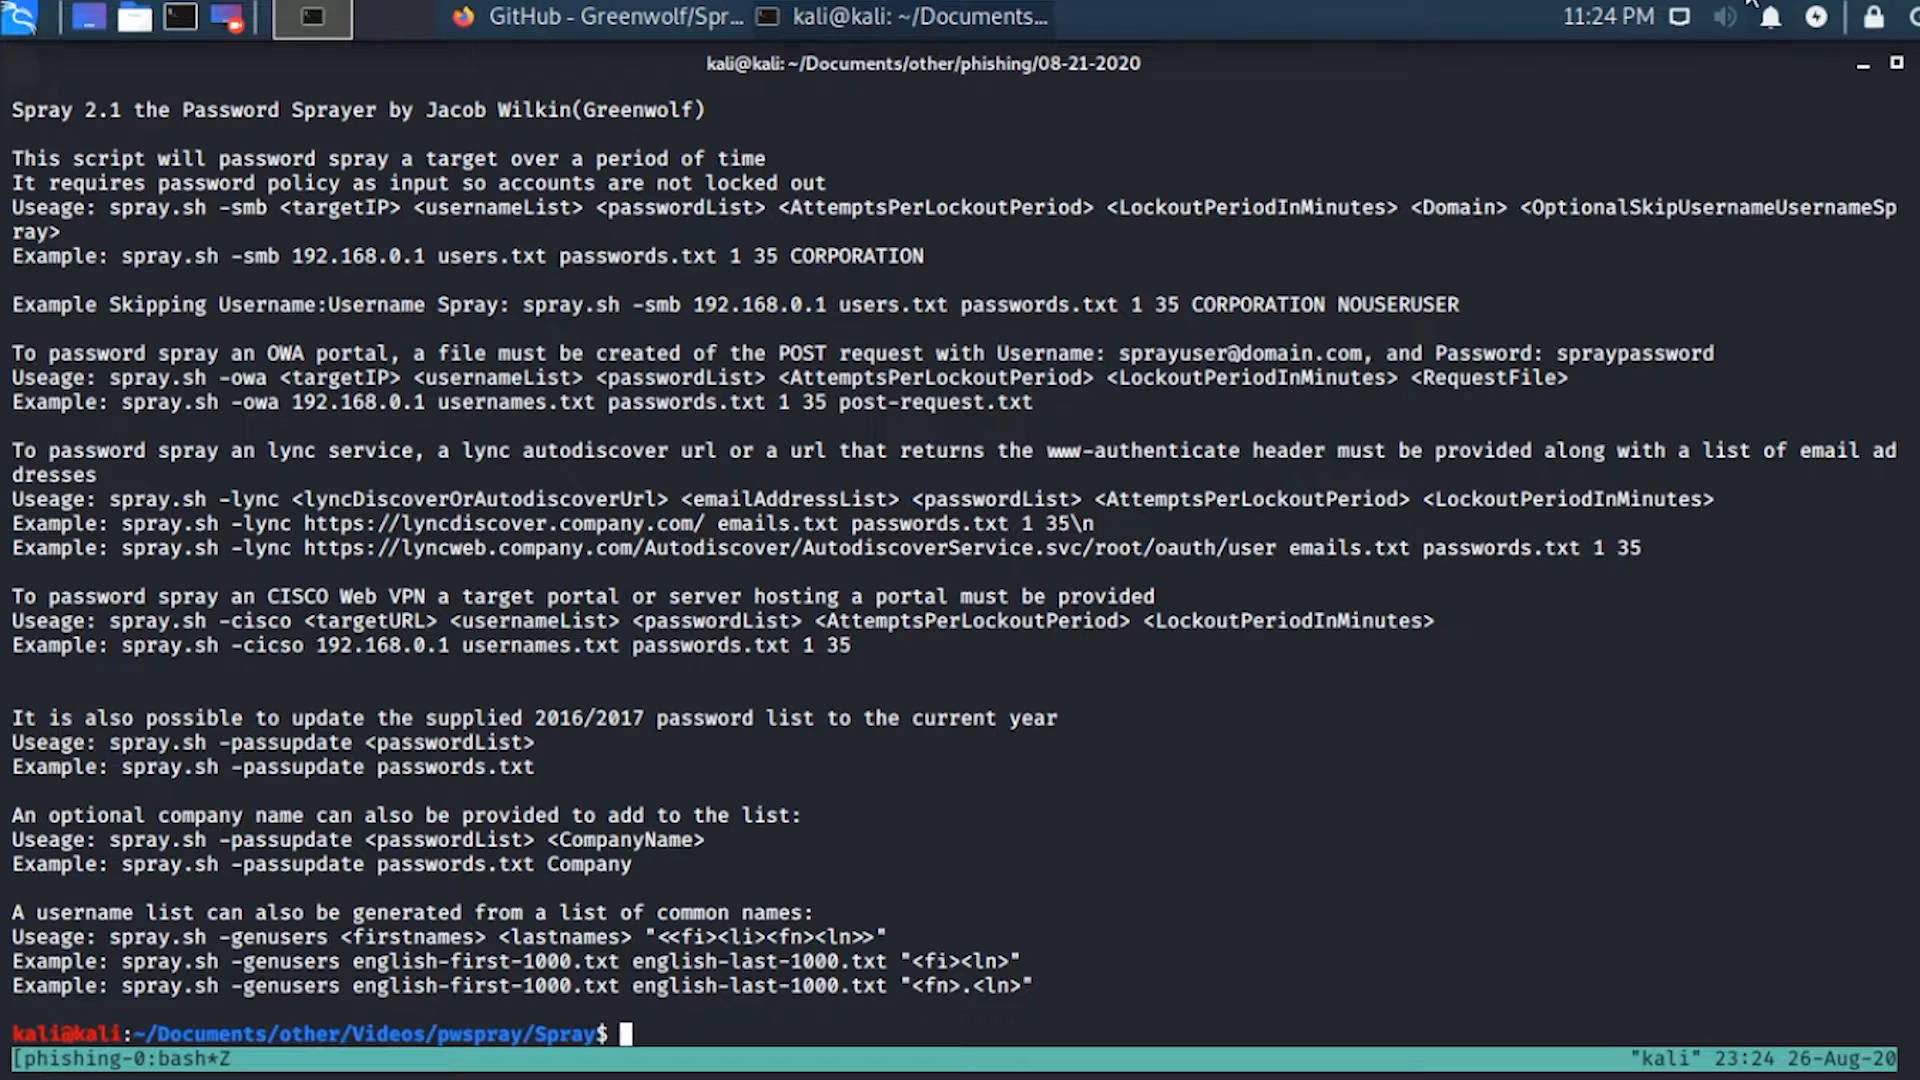 GitHub - Greenwolf/Spr...
kali@kali: ~/Documents...
11:24 PM
kali@kali: ~/Documents/other/phishing/08-21-2020
Spray 2.1 the Password Sprayer by Jacob Wilkin(Greenwolf)
This script will password spray a target over a period of time
It requires password policy as input so accounts are not locked out
Useage: spray.sh -smb <targetIP> <usernameList> <passwordList> <AttemptsPerLockoutPeriod> <LockoutPeriodInMinutes> <Domain> <OptionalSkipUsernameUsernameSp
ray>
Example: spray.sh -smb 192.168.0.1 users.txt passwords.txt 1 35 CORPORATION
Example Skipping Username:Username Spray: spray.sh -smb 192.168.0.1 users.txt passwords.txt 1 35 CORPORATION NOUSERUSER
To password spray an OWA portal, a file must be created of the POST request with Username: sprayuser@domain.com, and Password: spraypassword
Useage: spray.sh -owa <targetIP> <usernameList> <passwordList> <AttemptsPerLockoutPeriod> <LockoutPeriodInMinutes> <RequestFile>
Example: spray.sh -owa 192.168.0.1 usernames.txt passwords.txt 1 35 post-request.txt
To password spray an lync service, a lync autodiscover url or a url that returns the www-authenticate header must be provided along with a list of email ad
dresses
Useage: spray.sh -lync <lyncDiscoverOrAutodiscoverUrl> <emailAddressList> <passwordList> <AttemptsPerLockoutPeriod> <LockoutPeriodInMinutes>
Example: spray.sh -lync https://lyncdiscover.company.com/ emails.txt passwords.txt 1 35\n
Example: spray.sh -lync https://lyncweb.company.com/Autodiscover/AutodiscoverService.svc/root/oauth/user emails.txt passwords.txt 1 35
To password spray an CISCO Web VPN a target portal or server hosting a portal must be provided
Useage: spray.sh -cisco <targetURL> <usernameList> <passwordList> <AttemptsPerLockoutPeriod> <LockoutPeriodInMinutes>
Example: spray.sh -cicso 192.168.0.1 usernames.txt passwords.txt 1 35
It is also possible to update the supplied 2016/2017 password list to the current year
Useage: spray.sh -passupdate <passwordList>
Example: spray.sh -passupdate passwords.txt
An optional company name can also be provided to add to the list:
Useage: spray.sh -passupdate <passwordList> <CompanyName>
Example: spray.sh -passupdate passwords.txt Company
A username list can also be generated from a list of common names:
Useage: spray.sh -genusers <firstnames> <lastnames> "<<fi><li><fn><ln>>"
Example: spray.sh -genusers english-first-1000.txt english-last-1000.txt "<fi><ln>"
Example: spray.sh -genusers english-first-1000.txt english-last-1000.txt "<fn>.<ln>"
kali@kali:~/Documents/other/Videos/pwspray/Spray$
[phishing-0:bash*Z
"kali" 23:24 26-Aug-20